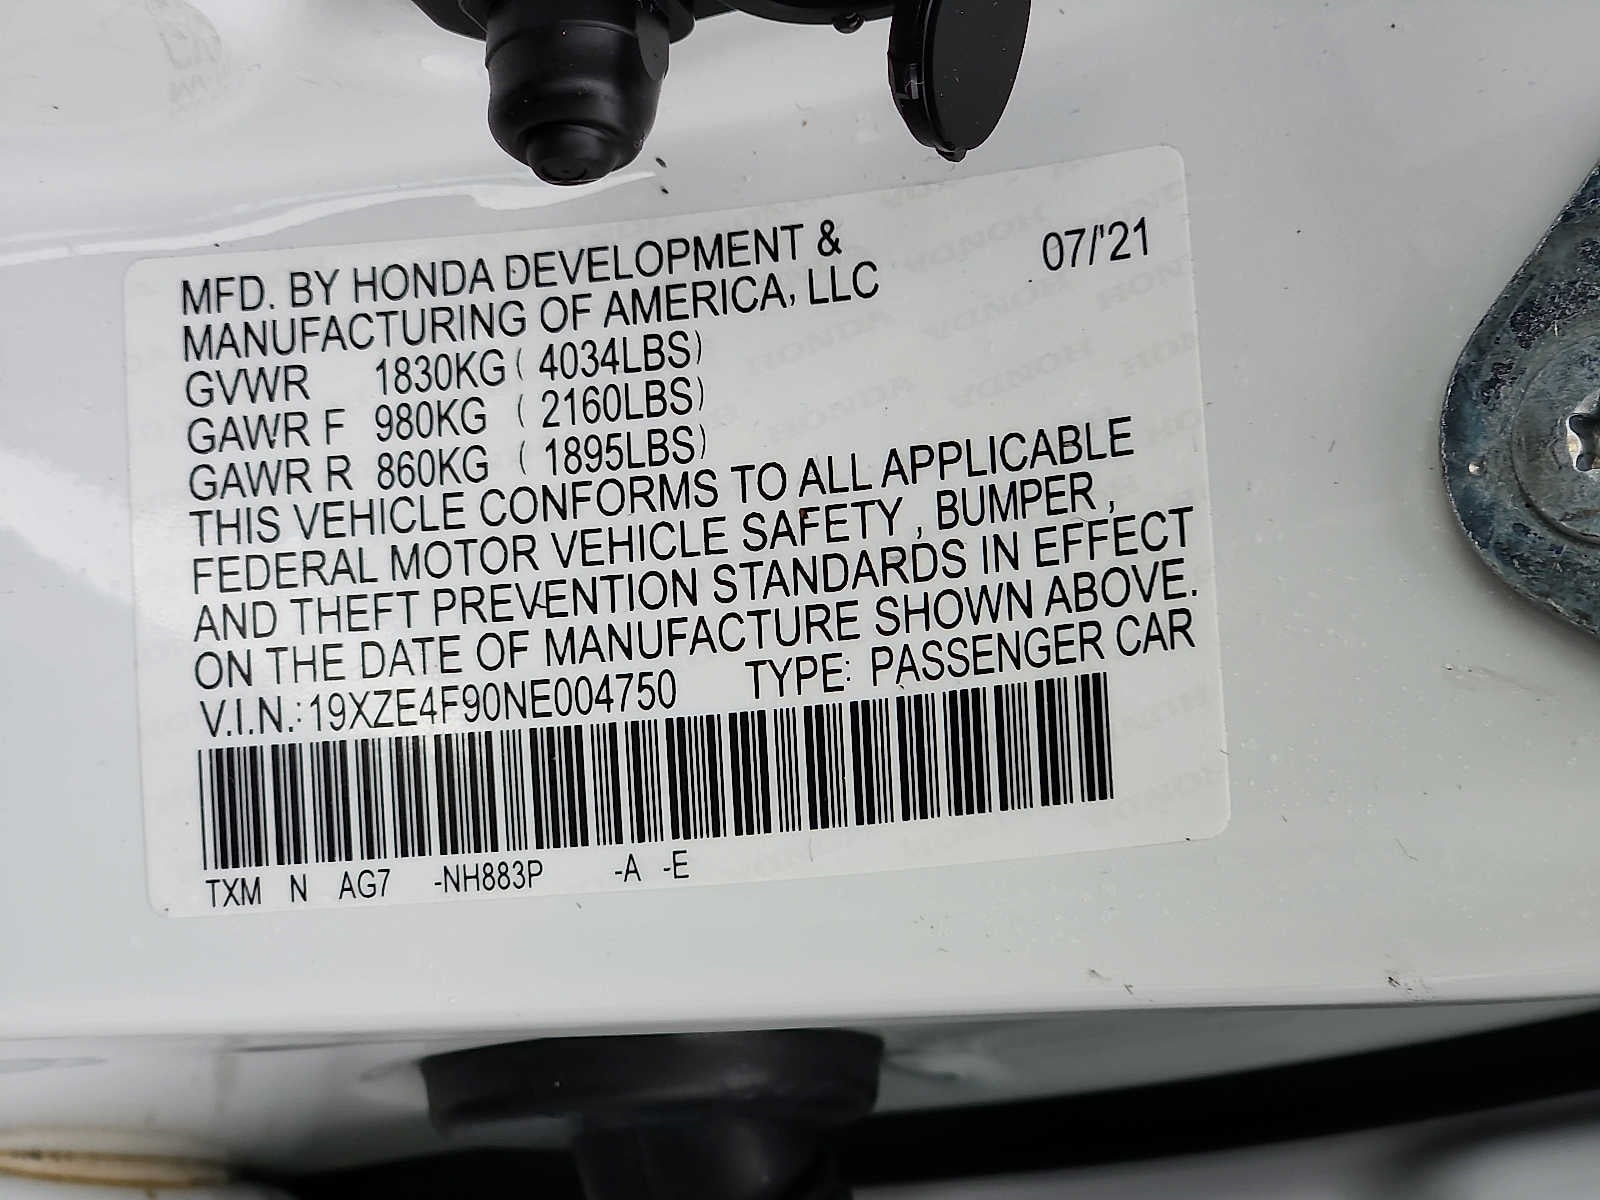 MFD. BY HONDA DEVELOPMENT & 07/'21
MANUFACTURING OF AMERICA, LLC
GVWR 1830KG ( 4034LBS)
GAWR F 980KG ( 2160LBS)
GAWR R 860KG ( 1895LBS)
THIS VEHICLE CONFORMS TO ALL APPLICABLE
FEDERAL MOTOR VEHICLE SAFETY , BUMPER ,
AND THEFT PREVENTION STANDARDS IN EFFECT
ON THE DATE OF MANUFACTURE SHOWN ABOVE.
V.I.N.:19XZE4F90NE004750 TYPE: PASSENGER CAR
TXM N AG7 -NH883P -A -E